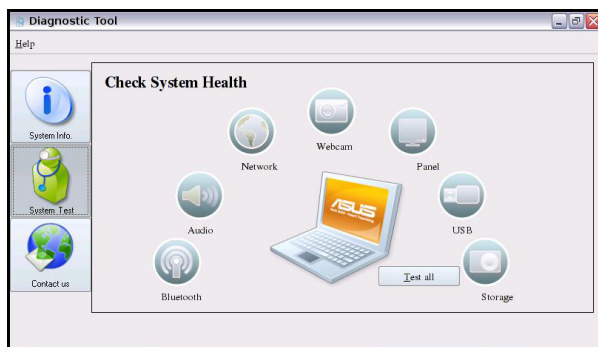 Diagnostic Tool
Help
System Info.
System Test
Contact us
Check System Health
Webcam
Network
Panel
Audio
ASUS
USB
Test all
Bluetooth
Storage